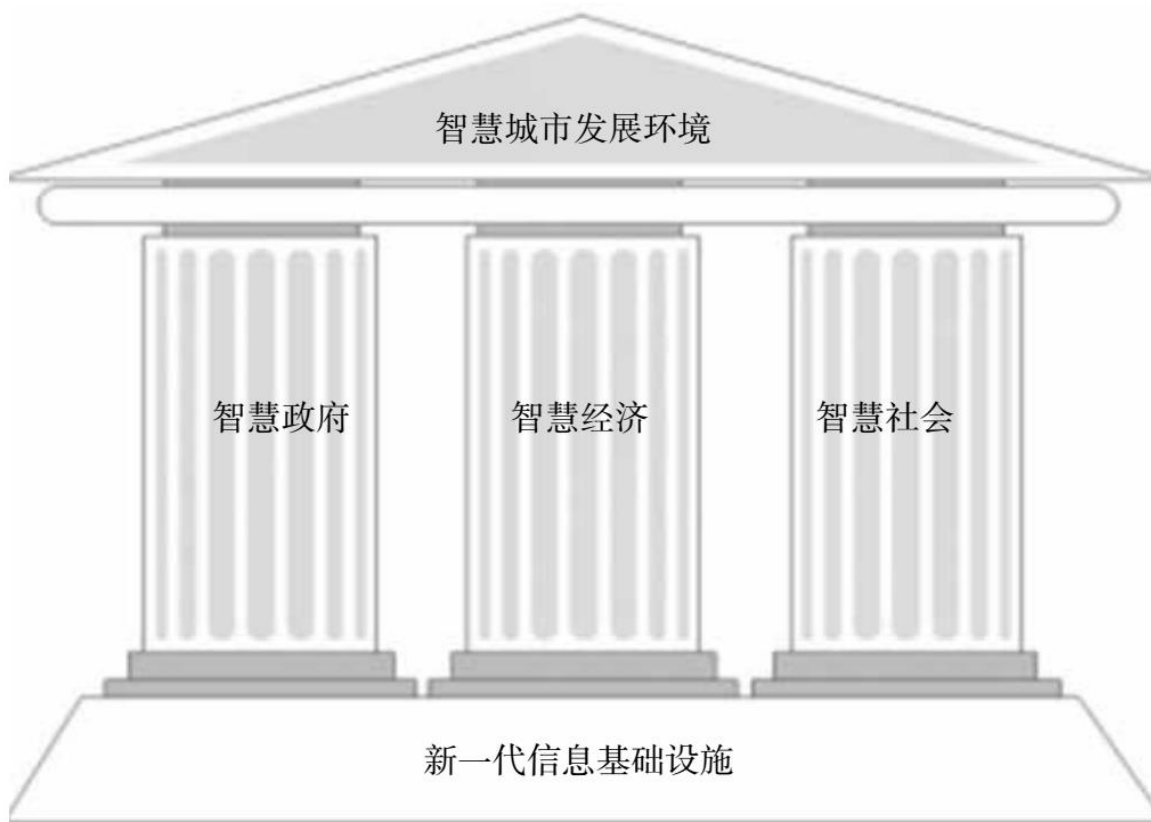 智慧城市发展环境
智慧政府
智慧经济
智慧社会
新一代信息基础设施